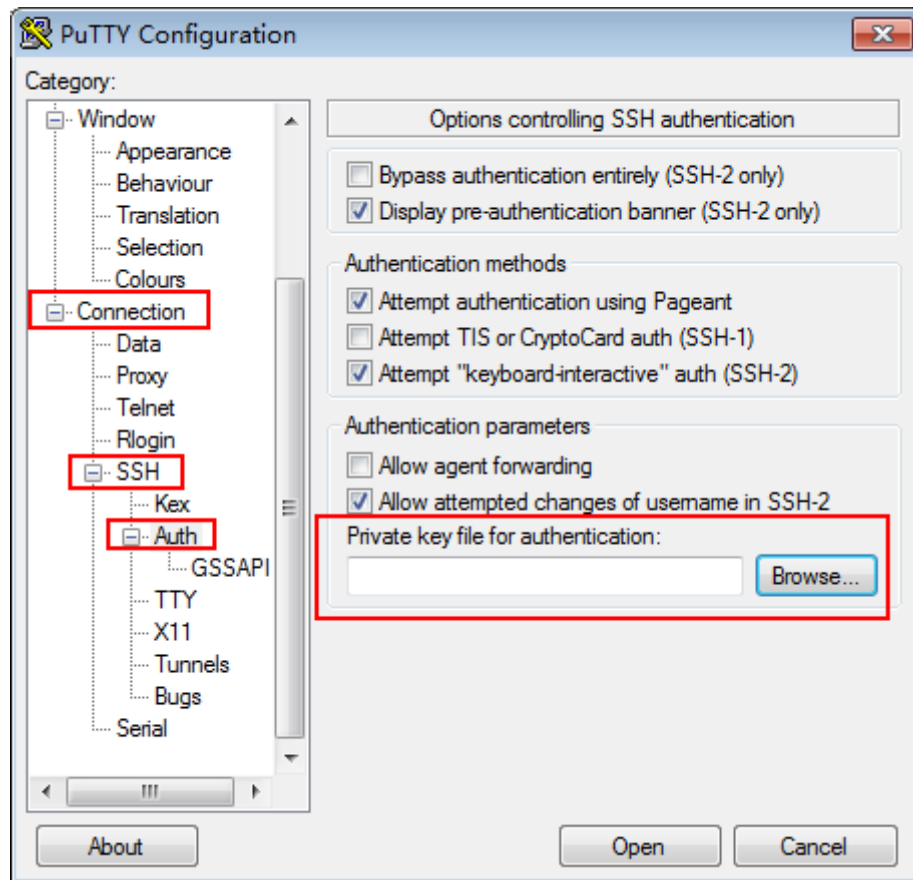 PuTTY Configuration
Category:
Window
Appearance
Behaviour
Translation
Selection
Colours
Connection
Data
Proxy
Telnet
Rlogin
SSH
Kex
Auth
GSSAPI
TTY
X11
Tunnels
Bugs
Serial
Options controlling SSH authentication
Bypass authentication entirely (SSH-2 only)
Display pre-authentication banner (SSH-2 only)
Authentication methods
Attempt authentication using Pageant
Attempt TIS or CryptoCard auth (SSH-1)
Attempt "keyboard-interactive" auth (SSH-2)
Authentication parameters
Allow agent forwarding
Allow attempted changes of username in SSH-2
Private key file for authentication:
Browse...
About
Open
Cancel